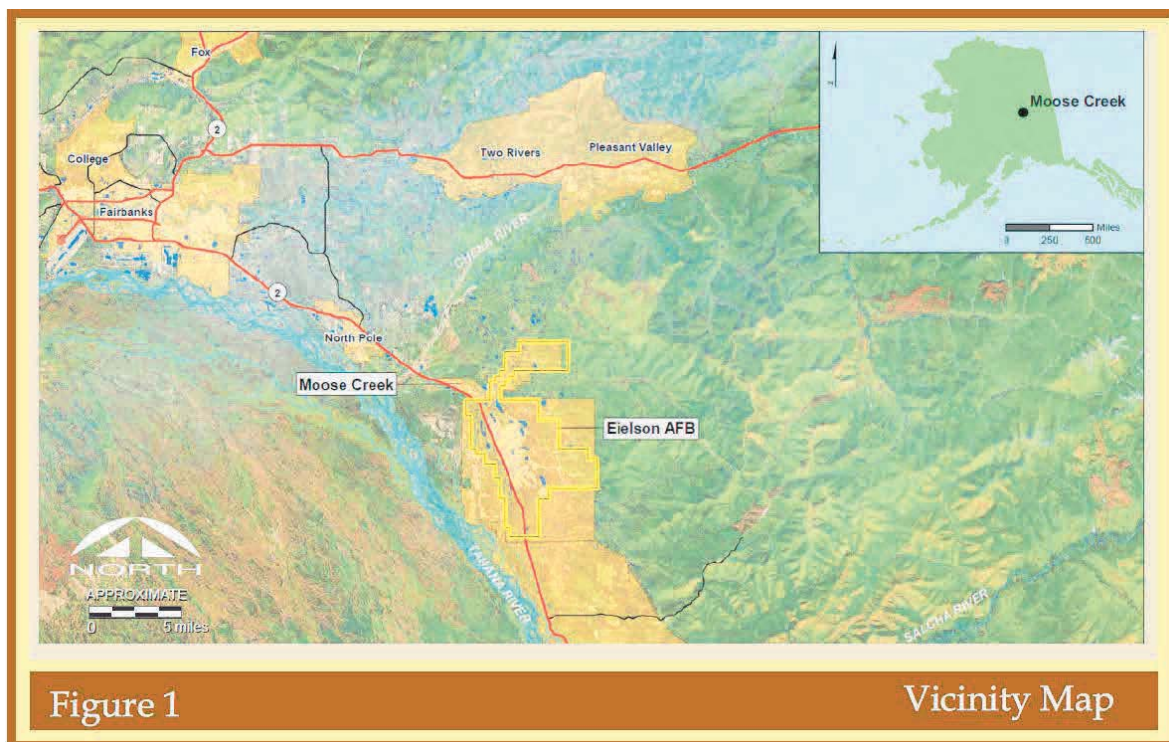 Fox
2
College
Two Rivers
Pleasant Valley
Fairbanks
CHENA RIVER
2
North Pole
Moose Creek
Eielson AFB
TANANA RIVER
SALCHA RIVER
NORTH
APPROXIMATE
0 5 miles
Moose Creek
Miles
0 250 500
Figure 1
Vicinity Map